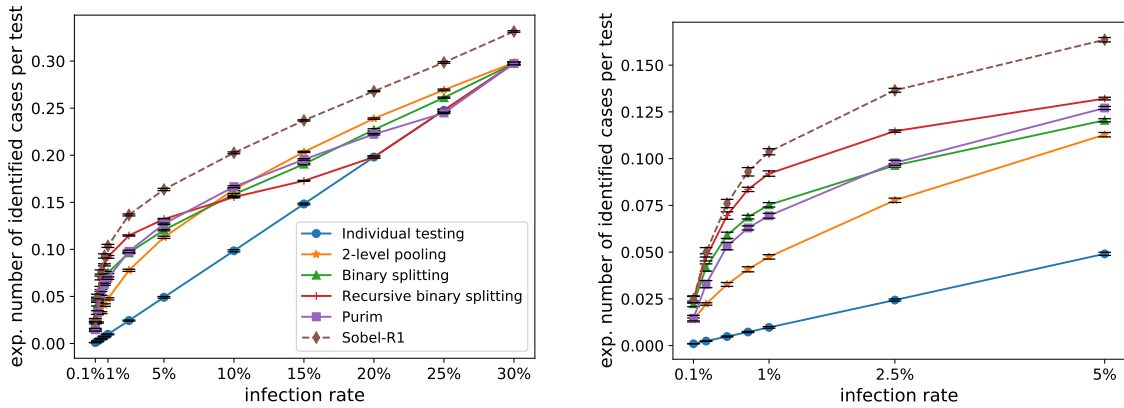 exp. number of identified cases per test
0.30
0.25
0.20
0.15
0.10
0.05
0.00
0.1%
1%
5%
10%
15%
20%
25%
30%
infection rate
Individual testing
2-level pooling
Binary splitting
Recursive binary splitting
Purim
Sobel-R1
exp. number of identified cases per test
0.150
0.125
0.100
0.075
0.050
0.025
0.000
0.1%
1%
2.5%
5%
infection rate